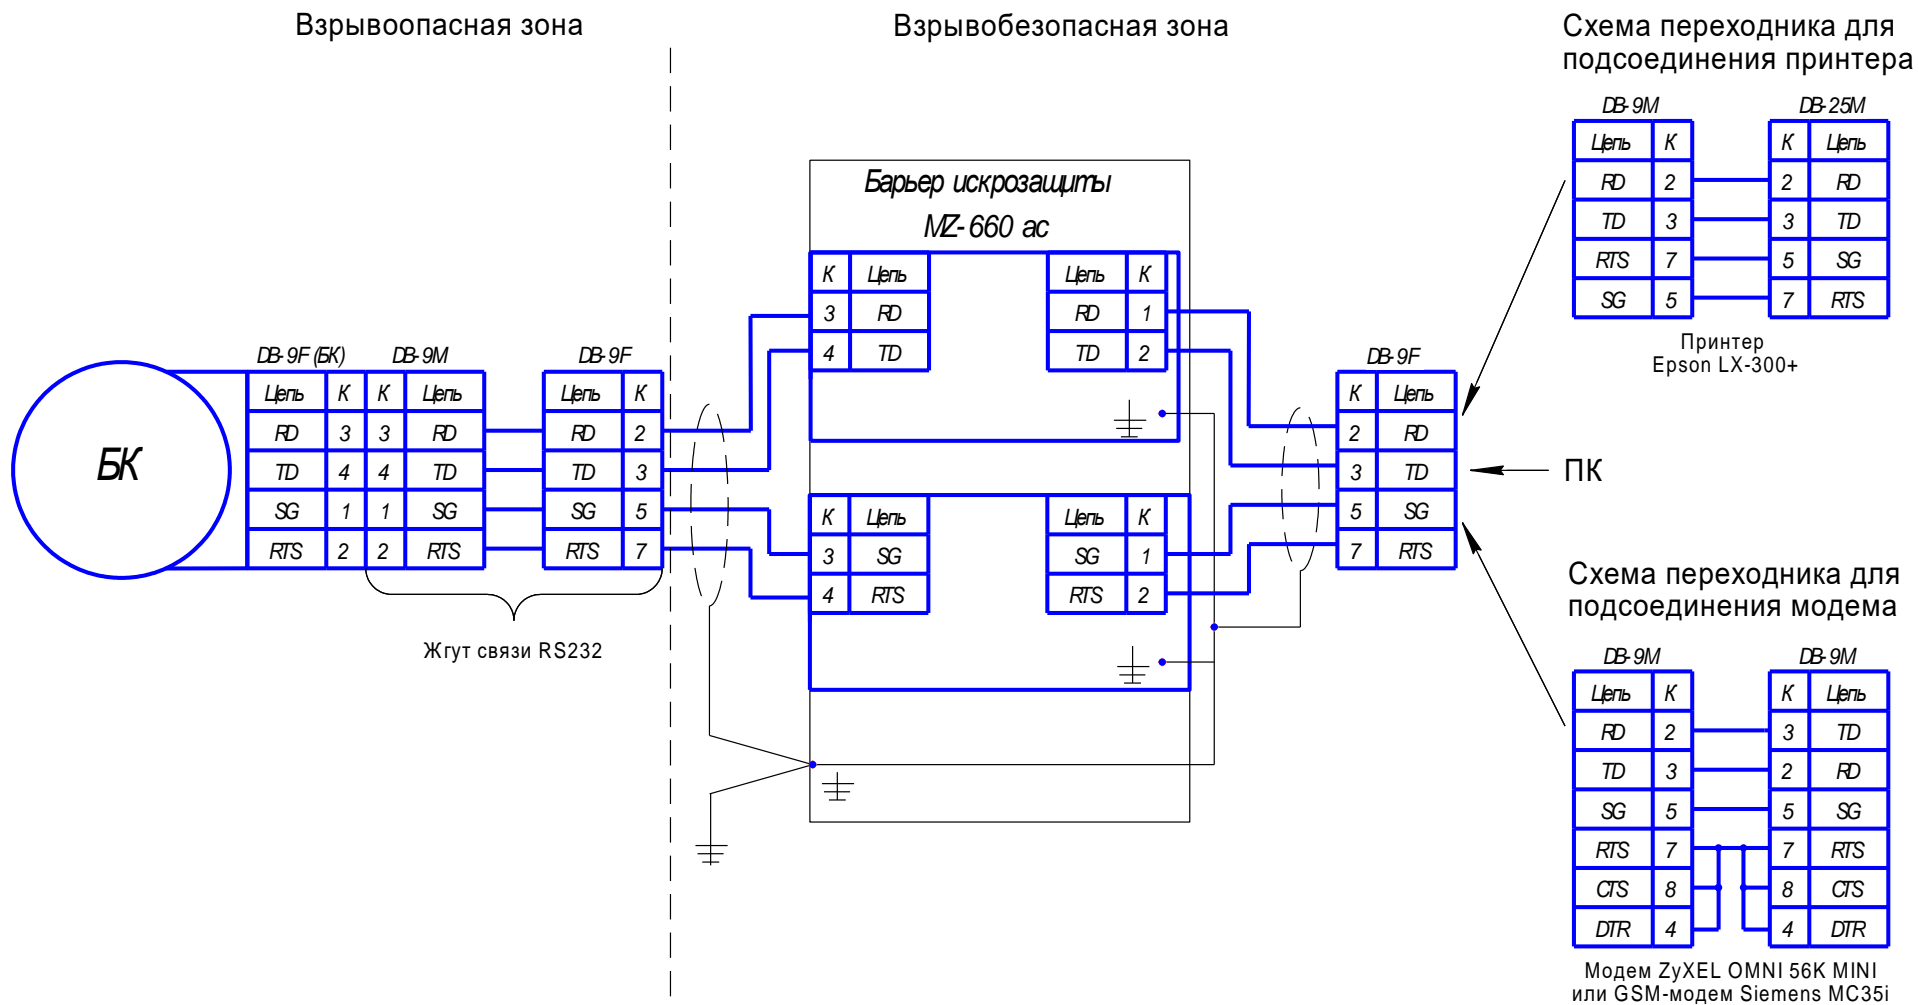 Взрывоопасная зона
Взрывобезопасная зона
Схема переходника для
подсоединения принтера
DB-9M DB-25M
Цепь К К Цепь
RD 2 2 RD
TD 3 3 TD
RTS 7 5 SG
SG 5 7 RTS
Принтер
Epson LX-300+
Барьер искрозащиты
MZ-660 ac
К Цепь Цепь К
3 RD RD 1
4 TD TD 2
К Цепь Цепь К
3 SG SG 1
4 RTS RTS 2
БК
DB-9F (БК) DB-9M DB-9F
Цепь К К Цепь Цепь К
RD 3 3 RD RD 2
TD 4 4 TD TD 3
SG 1 1 SG SG 5
RTS 2 2 RTS RTS 7
Жгут связи RS232
DB-9F
К Цепь
2 RD
3 TD
5 SG
7 RTS
ПК
Схема переходника для
подсоединения модема
DB-9M DB-9M
Цепь К К Цепь
RD 2 3 TD
TD 3 2 RD
SG 5 5 SG
RTS 7 7 RTS
CTS 8 8 CTS
DTR 4 4 DTR
Модем ZyXEL OMNI 56K MINI
или GSM-модем Siemens MC35i